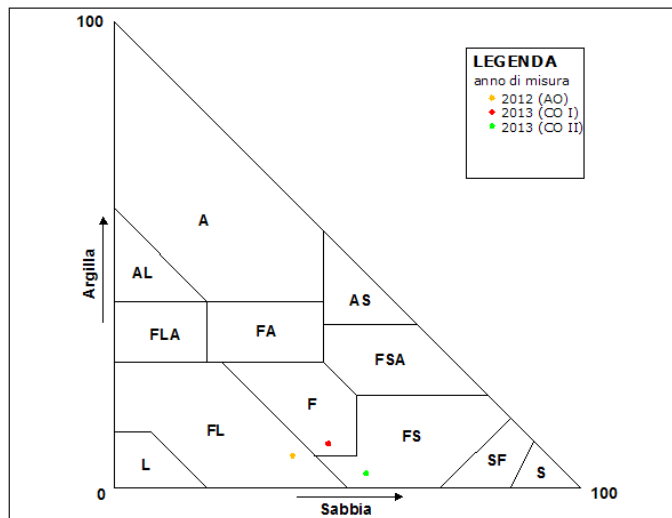 100
LEGENDA
anno di misura
2012 (AO)
2013 (CO I)
2013 (CO II)
A
Argilla
AL
AS
FLA
FA
FSA
F
FL
FS
L
SF
S
0
100
Sabbia